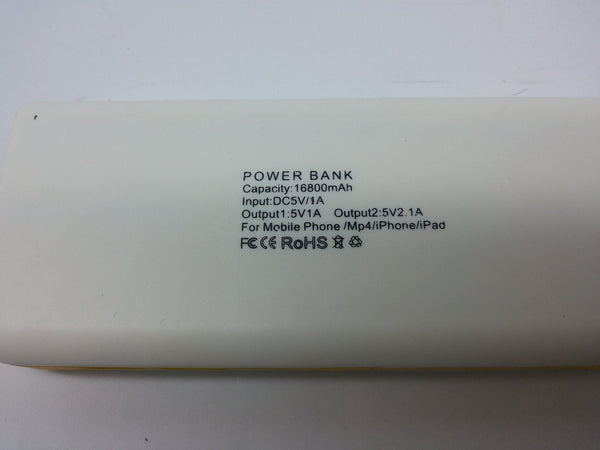 POWER BANK
Capacity:16800mAh
Input:DC5V/1A
Output1:5V1A Output2:5V2.1A
For Mobile Phone /Mp4/iPhone/iPad
FC CE RoHS